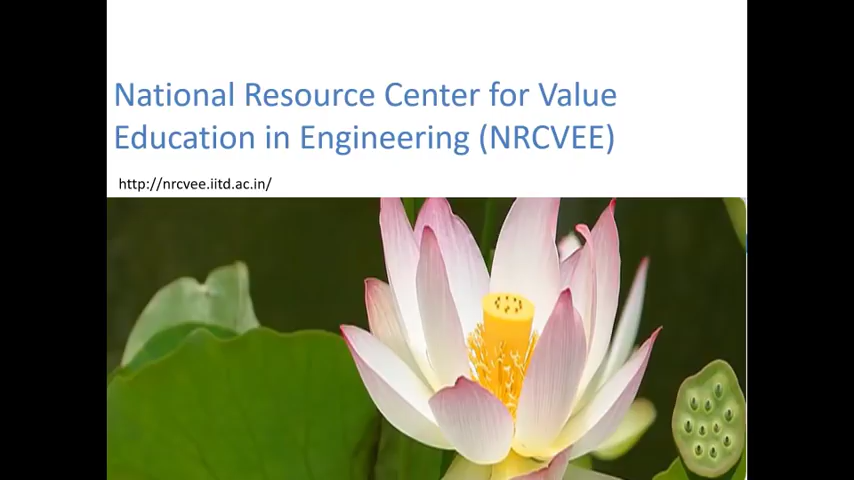 National Resource Center for Value
Education in Engineering (NRCVEE)
http://nrcvee.iitd.ac.in/